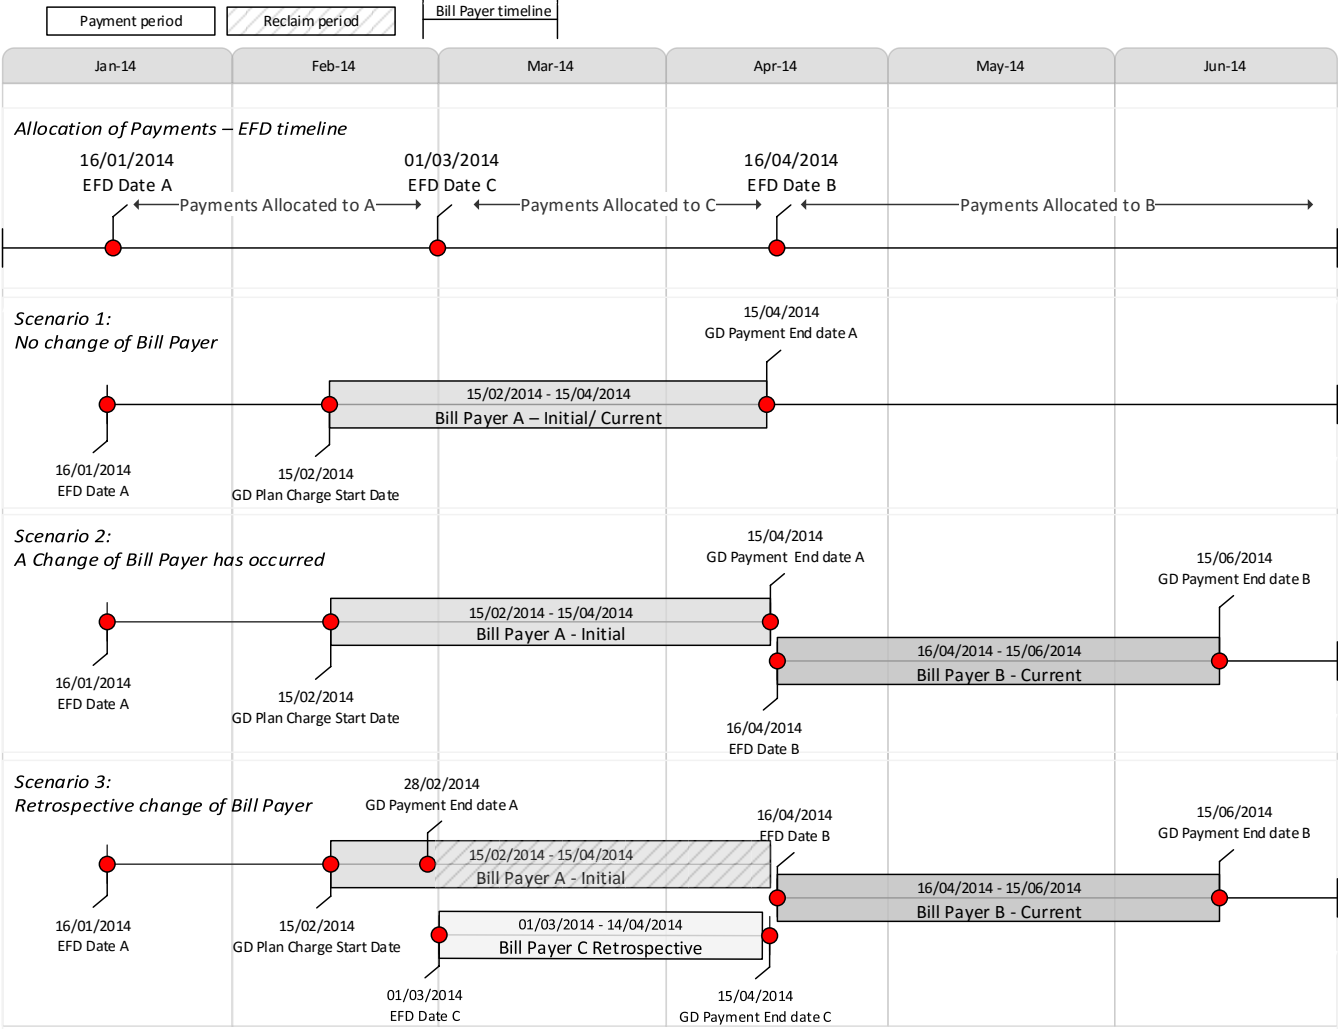 Payment period
Reclaim period
Bill Payer timeline
Jan-14
Feb-14
Mar-14
Apr-14
May-14
Jun-14
Allocation of Payments – EFD timeline
16/01/2014
EFD Date A
01/03/2014
EFD Date C
16/04/2014
EFD Date B
Payments Allocated to A
Payments Allocated to C
Payments Allocated to B
Scenario 1:
No change of Bill Payer
15/04/2014
GD Payment End date A
15/02/2014 - 15/04/2014
Bill Payer A – Initial/ Current
16/01/2014
EFD Date A
15/02/2014
GD Plan Charge Start Date
Scenario 2:
A Change of Bill Payer has occurred
15/04/2014
GD Payment End date A
15/06/2014
GD Payment End date B
15/02/2014 - 15/04/2014
Bill Payer A - Initial
16/04/2014 - 15/06/2014
Bill Payer B - Current
16/01/2014
EFD Date A
15/02/2014
GD Plan Charge Start Date
16/04/2014
EFD Date B
Scenario 3:
Retrospective change of Bill Payer
28/02/2014
GD Payment End date A
16/04/2014
EFD Date B
15/06/2014
GD Payment End date B
15/02/2014 - 15/04/2014
Bill Payer A - Initial
16/04/2014 - 15/06/2014
Bill Payer B - Current
16/01/2014
EFD Date A
15/02/2014
GD Plan Charge Start Date
01/03/2014 - 14/04/2014
Bill Payer C Retrospective
01/03/2014
EFD Date C
15/04/2014
GD Payment End date C